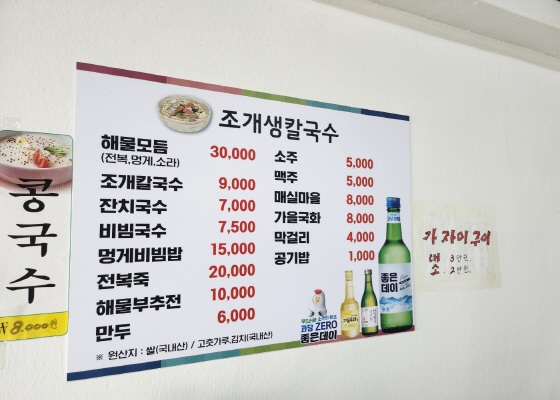 조개생칼국수
해물모듬 30,000
(전복,멍게,소라)
조개칼국수 9,000
잔치국수 7,000
비빔국수 7,500
멍게비빔밥 15,000
전복죽 20,000
해물부추전 10,000
만두 6,000
소주 5,000
맥주 5,000
매실마을 8,000
가을국화 8,000
막걸리 4,000
공기밥 1,000
※ 원산지 : 쌀(국내산) / 고춧가루,김치(국내산)
과당 ZERO
좋은데이
좋은
데이
콩국수
₩ 8,000원
가자미구이
대 : 3만원.
소 : 2만원.